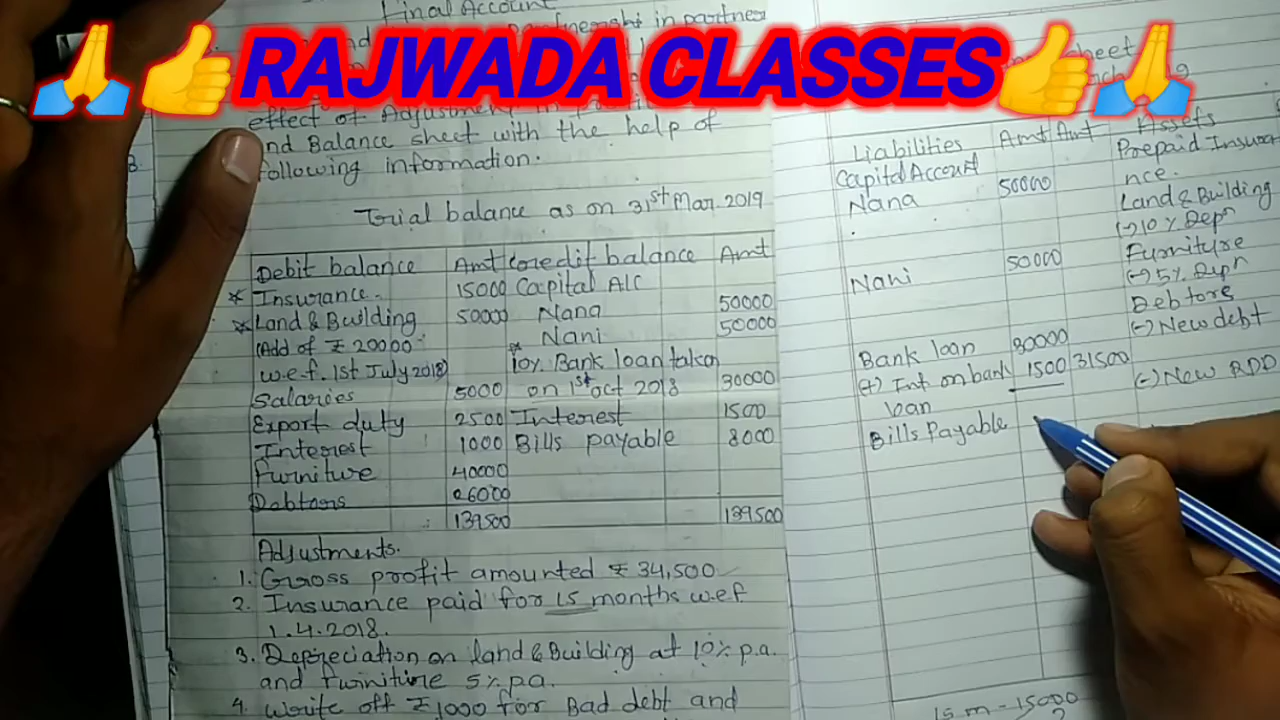 Final Account
Partnership in partner
RAJWADA CLASSES
effect of Adjustment in
and Balance sheet with the help of
following information.
Trial balance as on 31st Mar. 2019
Debit balance Amt Credit balance Amt
* Insurance. 15000 Capital A/C
* Land & Building 50000 Nana 50000
(Add of ₹ 20000 Nani 50000
w.e.f. 1st July 2018) * 10% Bank loan taken
Salaries 5000 on 1st oct 2018 30000
Export duty 2500 Interest 1500
Interest 1000 Bills payable 8000
Furniture 40000
Debtors 26000
139500 139500
Adjustments.
1. Gross profit amounted ₹ 34,500
2. Insurance paid for 15 months w.e.f
1.4.2018.
3. Depreciation on land & Building at 10% p.a.
and Furniture 5% p.a.
4. Write off ₹1000 for Bad debt and
sheet
Liabilities Amt Amt Assets
Capital Account Prepaid Insura
Nana 50000 nce.
Land & Building
(-) 10% Depn
Nani 50000 Furniture
(-) 5% Depn
Debtors
Bank loan 30000 (-) New debt
(+) Int on bank 1500 31500
loan (-) New RDD
Bills Payable
15 m - 15000
?